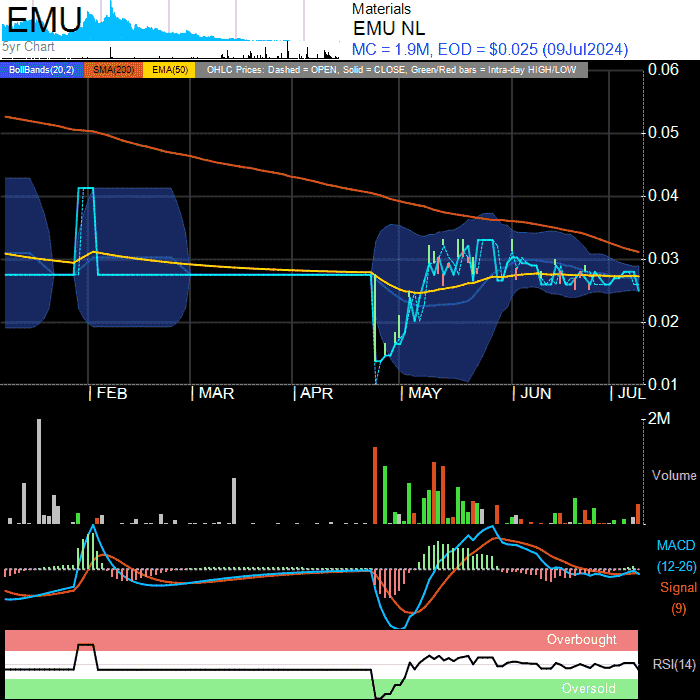 EMU
5yr Chart
Materials
EMU NL
MC = 1.9M, EOD = $0.025 (09Jul2024)
BollBands(20,2) SMA(200) EMA(50) OHLC Prices: Dashed = OPEN, Solid = CLOSE, Green/Red bars = Intra-day HIGH/LOW
0.06
0.05
0.04
0.03
0.02
0.01
| FEB | MAR | APR | MAY | JUN | JUL
2M
Volume
MACD
(12-26)
Signal
(9)
Overbought
RSI(14)
Oversold